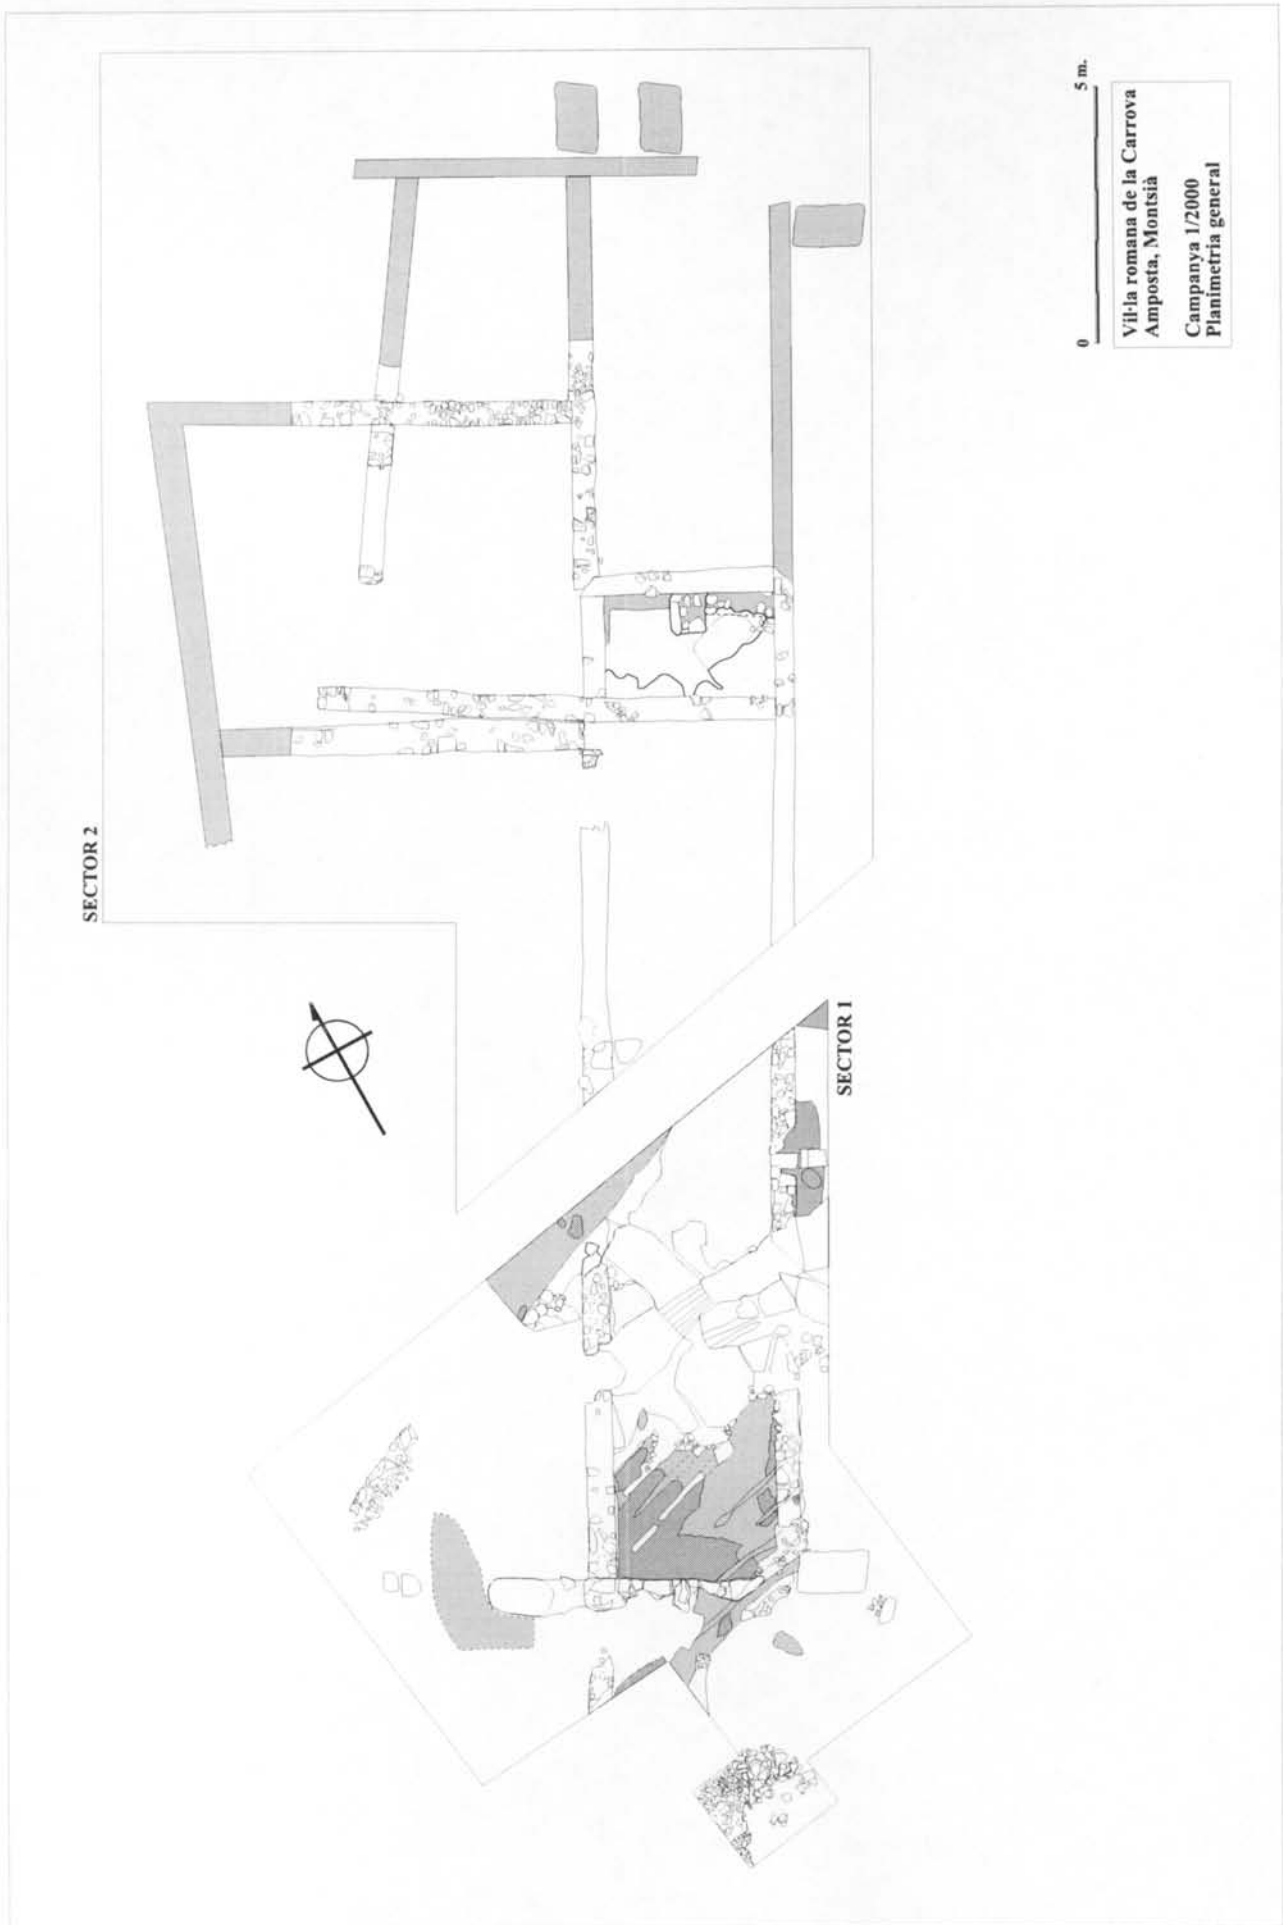 SECTOR 2
SECTOR 1
0
5 m.
Vil·la romana de la Carrova
Amposta, Montsià
Campanya 1/2000
Planimetria general